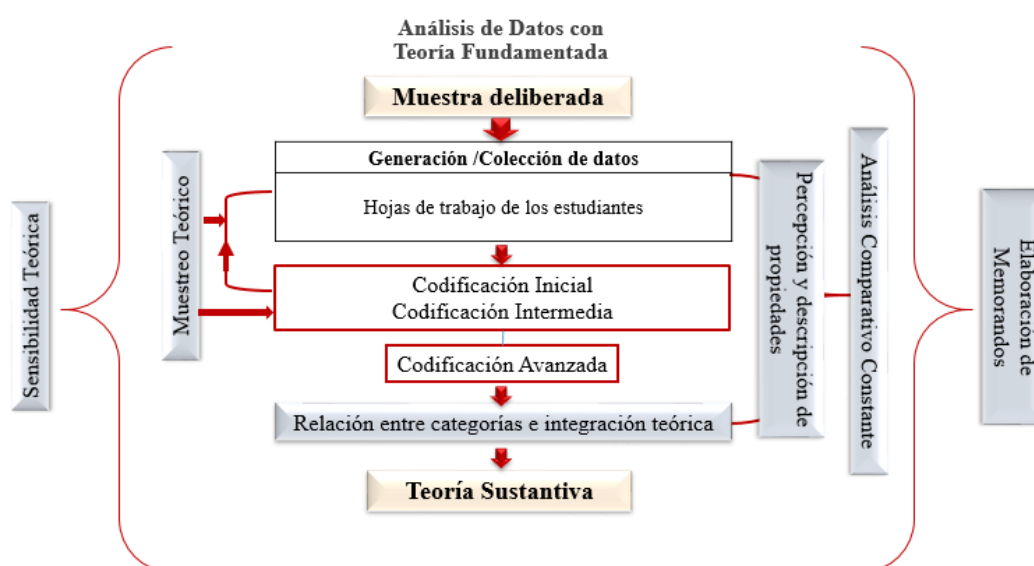 Análisis de Datos con
Teoría Fundamentada
Muestra deliberada
Generación /Colección de datos
Hojas de trabajo de los estudiantes
Codificación Inicial
Codificación Intermedia
Codificación Avanzada
Relación entre categorías e integración teórica
Teoría Sustantiva
Sensibilidad Teórica
Muestreo Teórico
Percepción y descripción de
propiedades
Análisis Comparativo Constante
Elaboración de
Memorandos